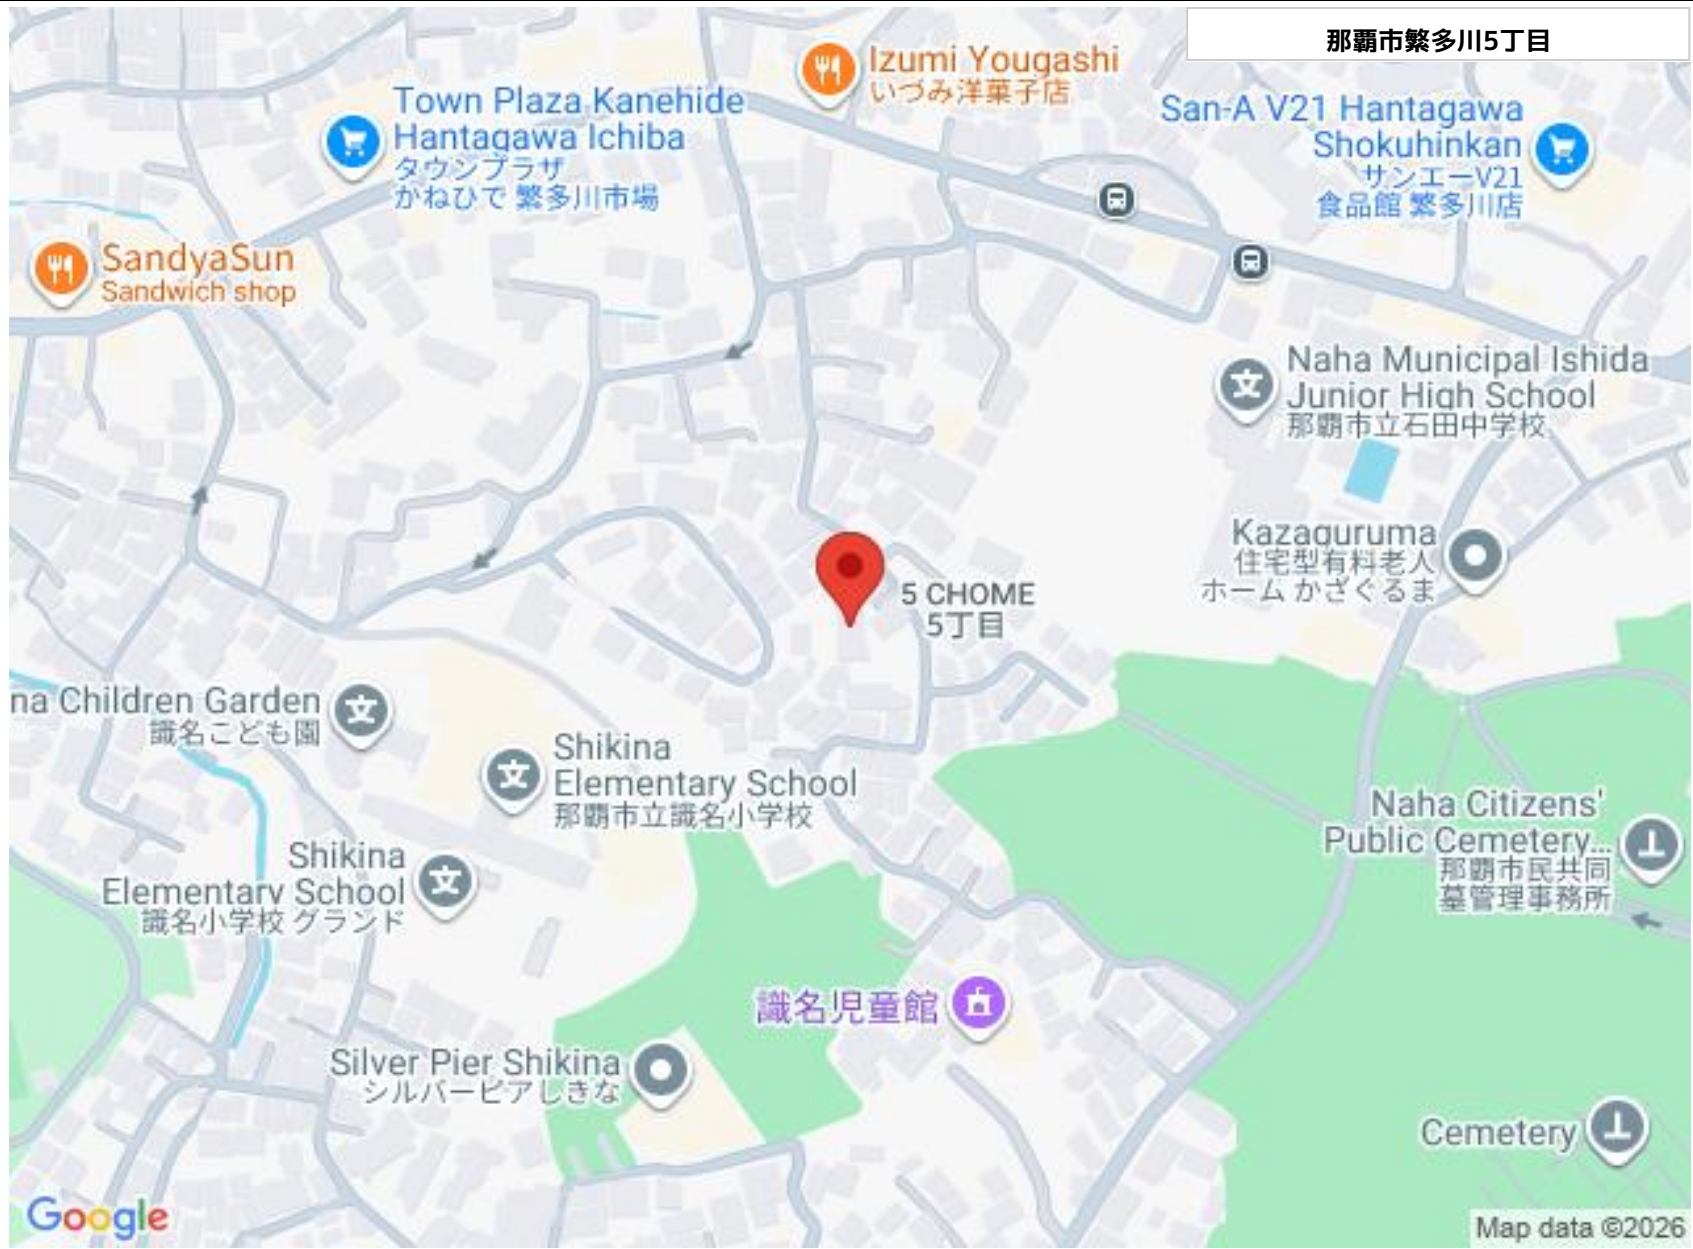 那覇市繁多川5丁目
Izumi Yougashi
いづみ洋菓子店
Town Plaza Kanehide
Hantagawa Ichiba
タウンプラザ
かねひで 繁多川市場
San-A V21 Hantagawa
Shokuhinkan
サンエーV21
食品館 繁多川店
SandyaSun
Sandwich shop
Naha Municipal Ishida
Junior High School
那覇市立石田中学校
Kazaguruma
住宅型有料老人
ホーム かざぐるま
5 CHOME
5丁目
na Children Garden
識名こども園
Shikina
Elementary School
那覇市立識名小学校
Naha Citizens'
Public Cemetery...
那覇市民共同
墓管理事務所
Shikina
Elementary School
識名小学校 グランド
識名児童館
Silver Pier Shikina
シルバーピアしきな
Cemetery
Google
Map data ©2026